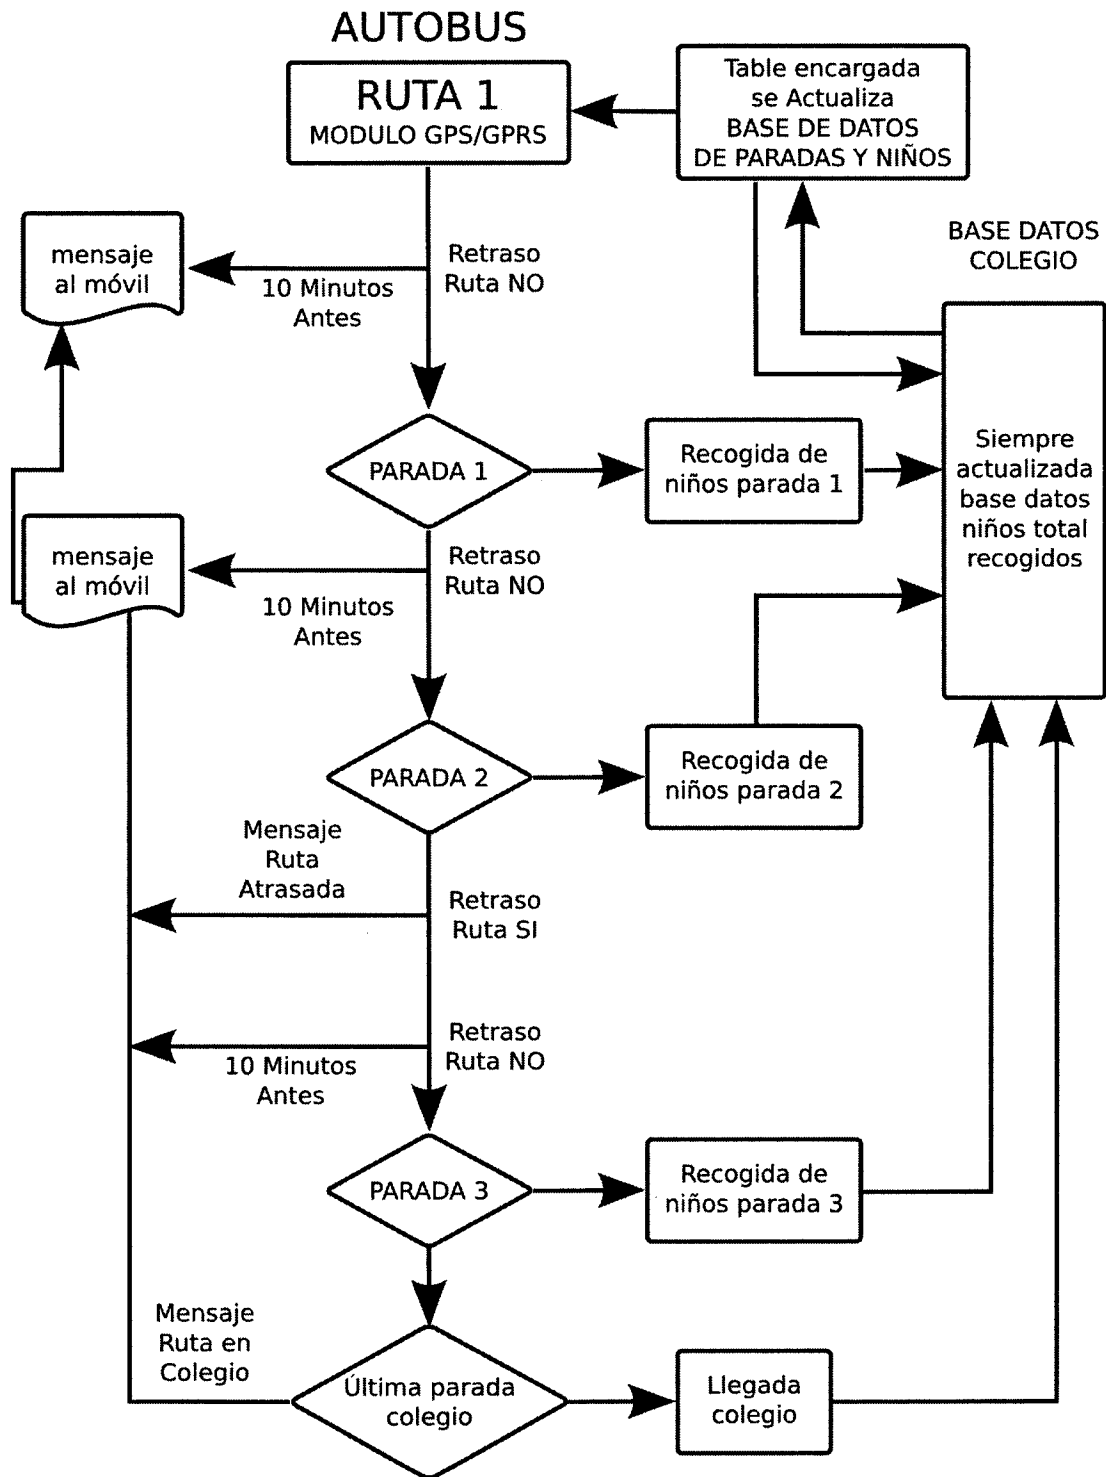 AUTOBUS
RUTA 1
MODULO GPS/GPRS
Table encargada
se Actualiza
BASE DE DATOS
DE PARADAS Y NIÑOS
mensaje
al móvil
10 Minutos
Antes
Retraso
Ruta NO
BASE DATOS
COLEGIO
PARADA 1
Recogida de
niños parada 1
Siempre
actualizada
base datos
niños total
recogidos
mensaje
al móvil
10 Minutos
Antes
Retraso
Ruta NO
PARADA 2
Recogida de
niños parada 2
Mensaje
Ruta
Atrasada
Retraso
Ruta SI
10 Minutos
Antes
Retraso
Ruta NO
PARADA 3
Recogida de
niños parada 3
Mensaje
Ruta en
Colegio
Última parada
colegio
Llegada
colegio